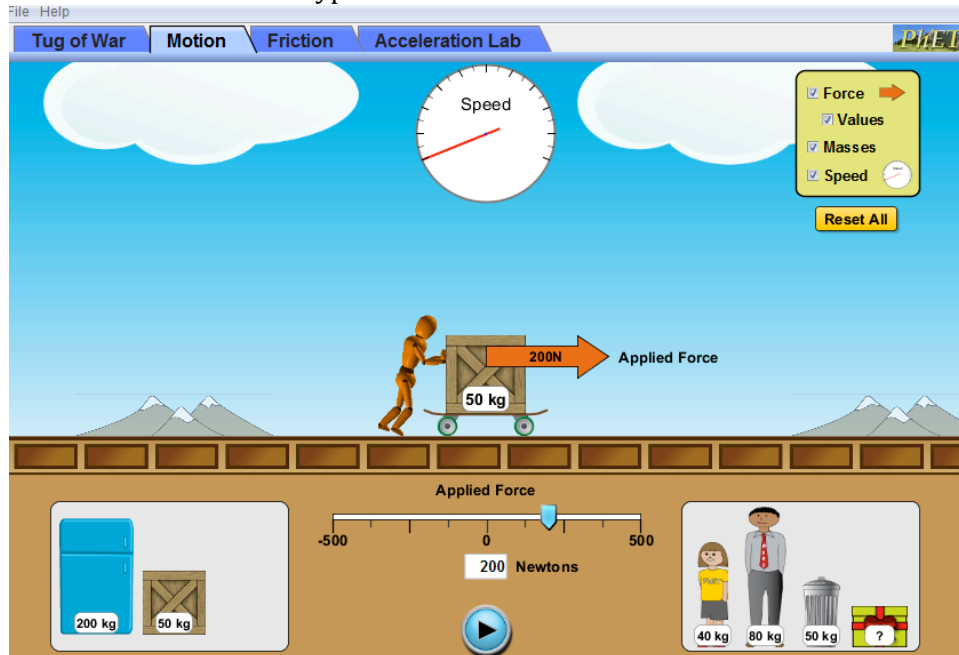 File Help
Tug of War Motion Friction Acceleration Lab PhET
Speed
Force
Values
Masses
Speed
Reset All
200N Applied Force
50 kg
Applied Force
-500 0 500
200 Newtons
200 kg 50 kg
40 kg 80 kg 50 kg ?